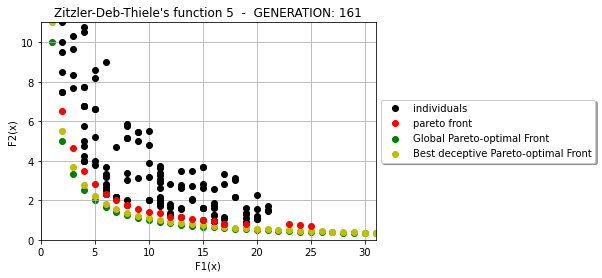 Zitzler-Deb-Thiele's function 5 - GENERATION: 161
F2(x)
10
8
6
4
2
0
0 5 10 15 20 25 30
F1(x)
individuals
pareto front
Global Pareto-optimal Front
Best deceptive Pareto-optimal Front